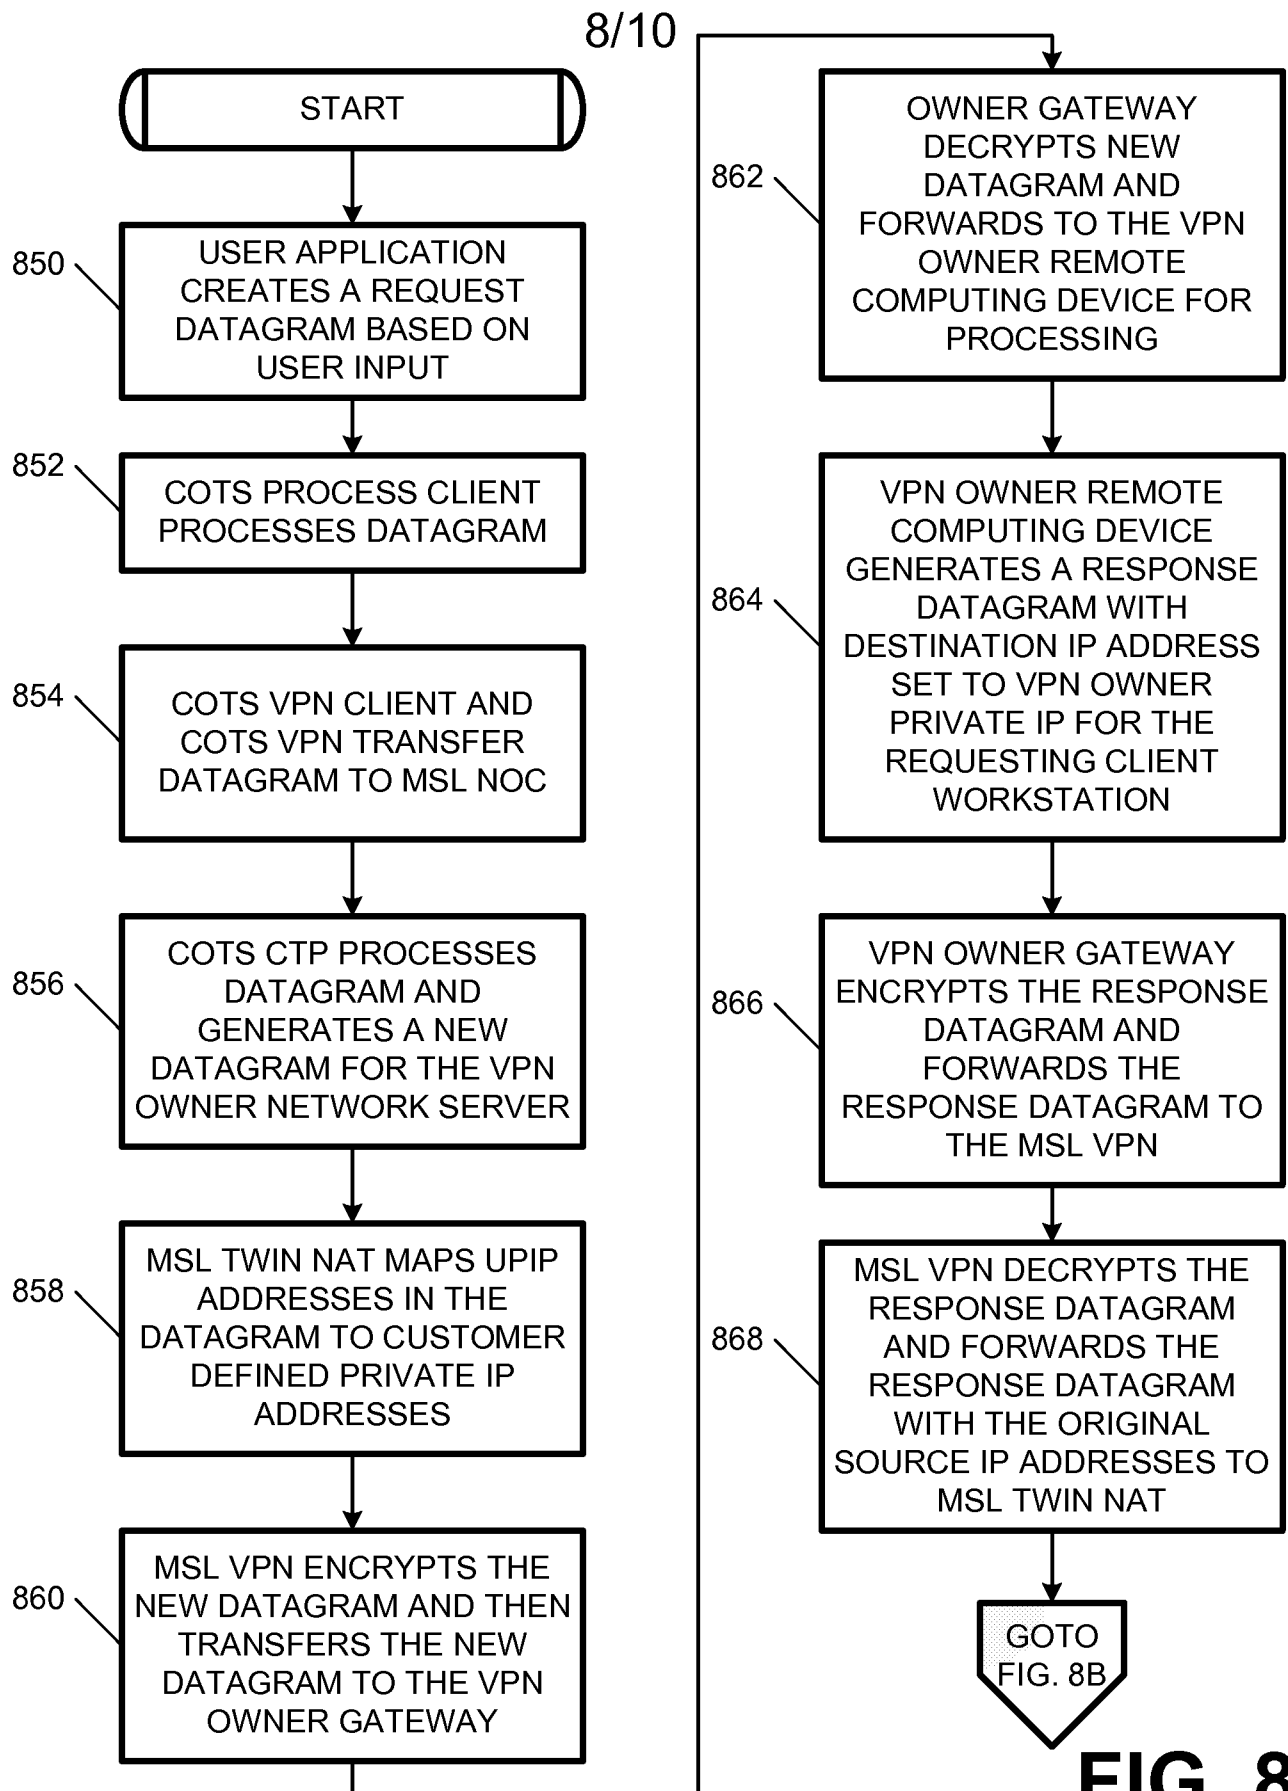 8/10
START
850
USER APPLICATION
CREATES A REQUEST
DATAGRAM BASED ON
USER INPUT
852
COTS PROCESS CLIENT
PROCESSES DATAGRAM
854
COTS VPN CLIENT AND
COTS VPN TRANSFER
DATAGRAM TO MSL NOC
856
COTS CTP PROCESSES
DATAGRAM AND
GENERATES A NEW
DATAGRAM FOR THE VPN
OWNER NETWORK SERVER
858
MSL TWIN NAT MAPS UPIP
ADDRESSES IN THE
DATAGRAM TO CUSTOMER
DEFINED PRIVATE IP
ADDRESSES
860
MSL VPN ENCRYPTS THE
NEW DATAGRAM AND THEN
TRANSFERS THE NEW
DATAGRAM TO THE VPN
OWNER GATEWAY
862
OWNER GATEWAY
DECRYPTS NEW
DATAGRAM AND
FORWARDS TO THE VPN
OWNER REMOTE
COMPUTING DEVICE FOR
PROCESSING
864
VPN OWNER REMOTE
COMPUTING DEVICE
GENERATES A RESPONSE
DATAGRAM WITH
DESTINATION IP ADDRESS
SET TO VPN OWNER
PRIVATE IP FOR THE
REQUESTING CLIENT
WORKSTATION
866
VPN OWNER GATEWAY
ENCRYPTS THE RESPONSE
DATAGRAM AND
FORWARDS THE
RESPONSE DATAGRAM TO
THE MSL VPN
868
MSL VPN DECRYPTS THE
RESPONSE DATAGRAM
AND FORWARDS THE
RESPONSE DATAGRAM
WITH THE ORIGINAL
SOURCE IP ADDRESSES TO
MSL TWIN NAT
GOTO
FIG. 8B
FIG. 8